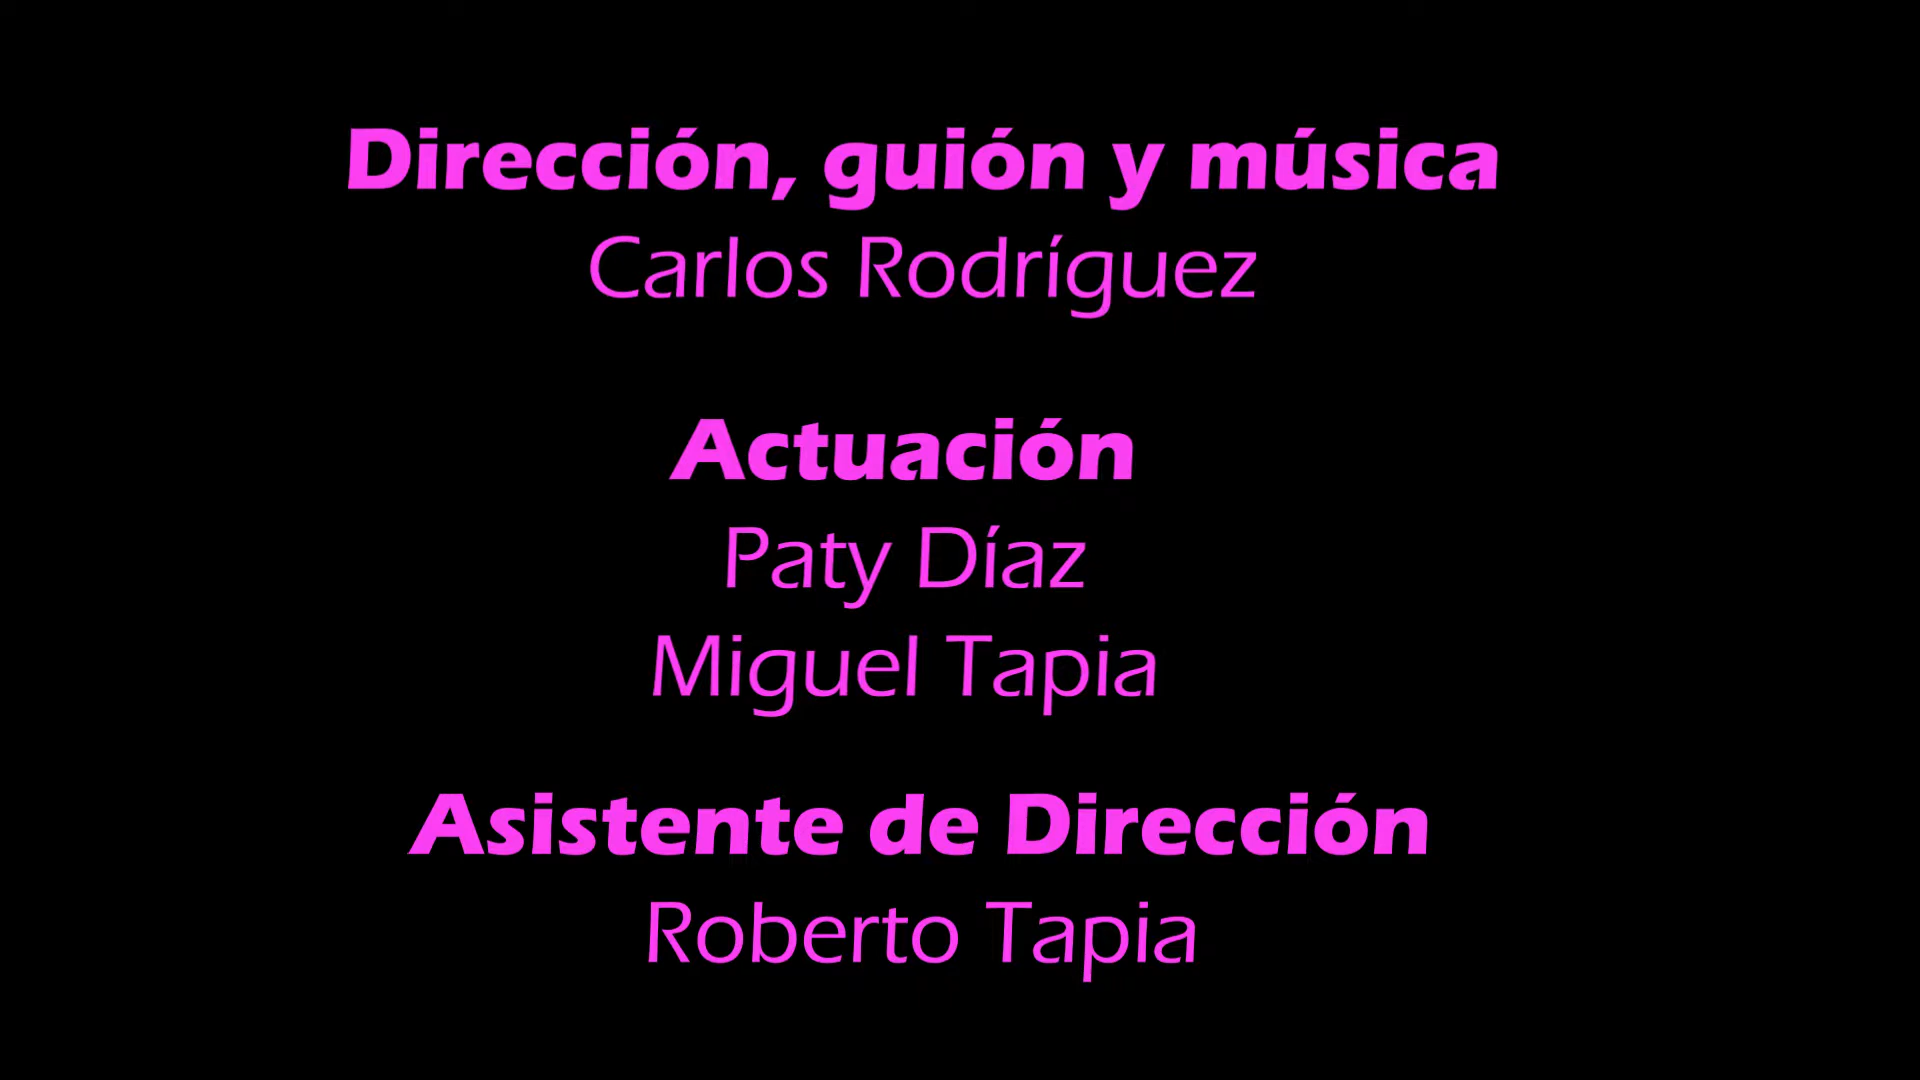 Dirección, guión y música
Carlos Rodríguez
Actuación
Paty Díaz
Miguel Tapia
Asistente de Dirección
Roberto Tapia